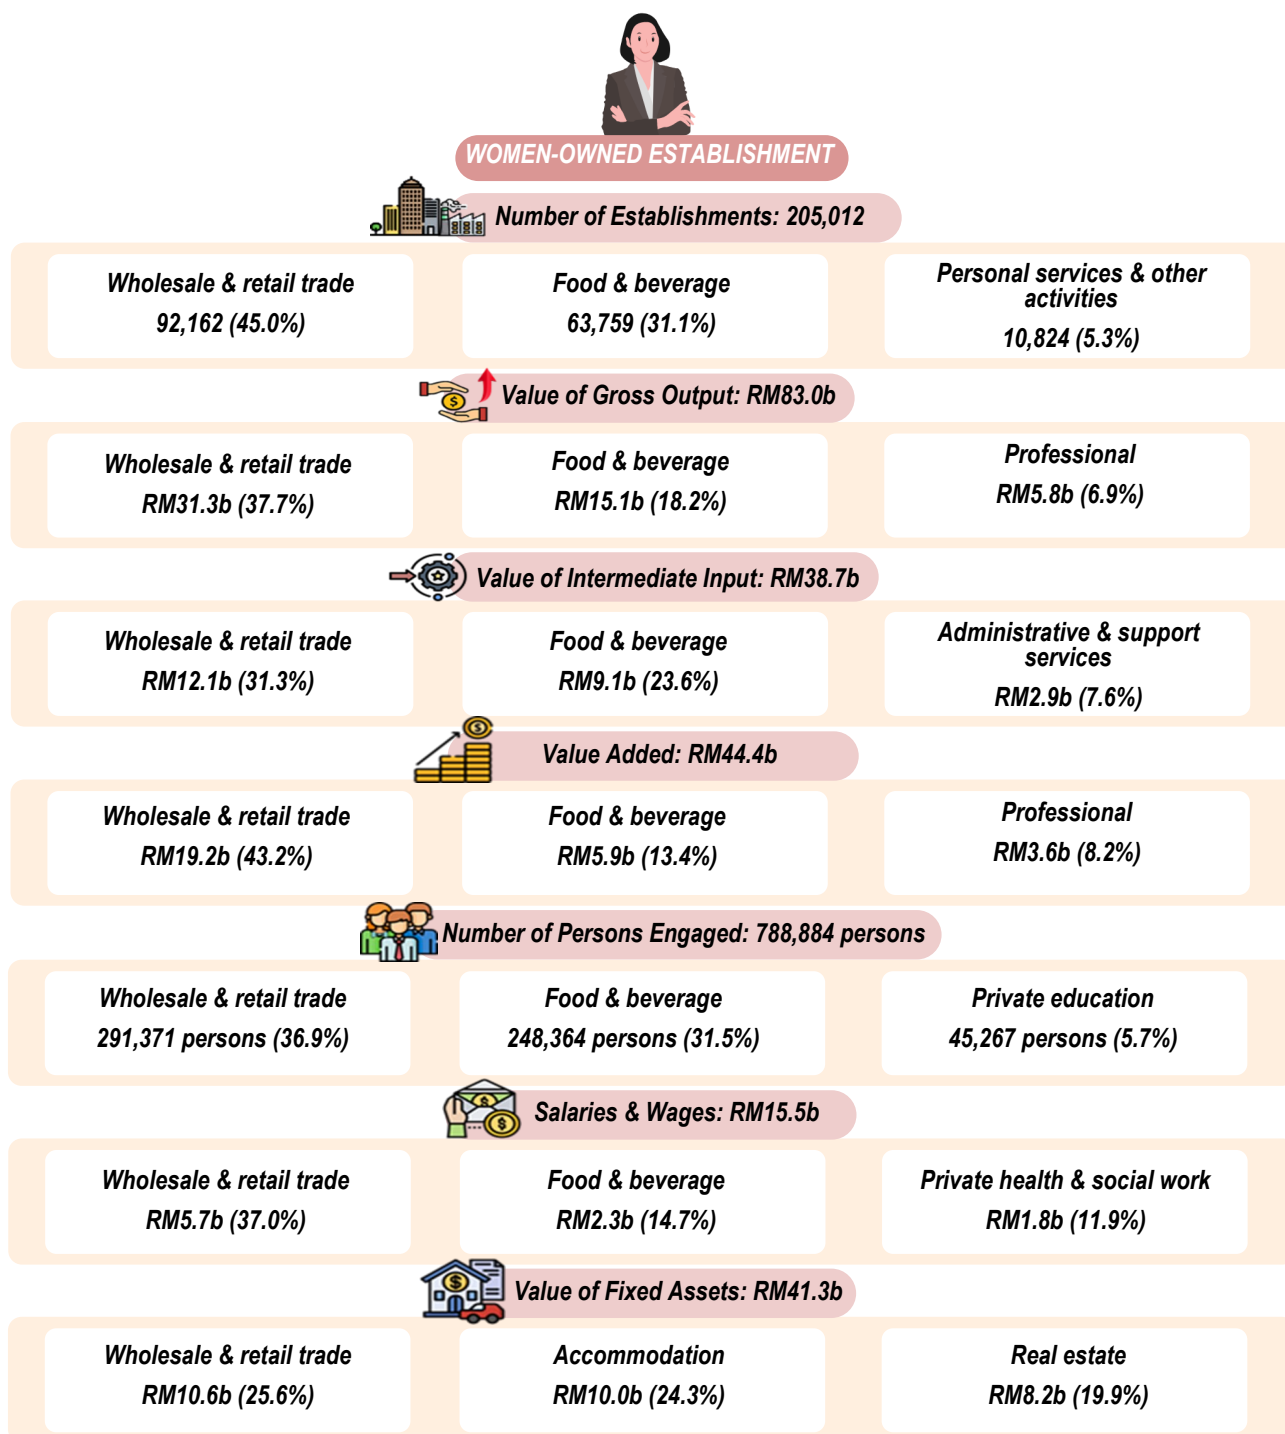 WOMEN-OWNED ESTABLISHMENT
Number of Establishments: 205,012
Wholesale & retail trade
92,162 (45.0%)
Food & beverage
63,759 (31.1%)
Personal services & other
activities
10,824 (5.3%)
Value of Gross Output: RM83.0b
Wholesale & retail trade
RM31.3b (37.7%)
Food & beverage
RM15.1b (18.2%)
Professional
RM5.8b (6.9%)
Value of Intermediate Input: RM38.7b
Wholesale & retail trade
RM12.1b (31.3%)
Food & beverage
RM9.1b (23.6%)
Administrative & support
services
RM2.9b (7.6%)
Value Added: RM44.4b
Wholesale & retail trade
RM19.2b (43.2%)
Food & beverage
RM5.9b (13.4%)
Professional
RM3.6b (8.2%)
Number of Persons Engaged: 788,884 persons
Wholesale & retail trade
291,371 persons (36.9%)
Food & beverage
248,364 persons (31.5%)
Private education
45,267 persons (5.7%)
Salaries & Wages: RM15.5b
Wholesale & retail trade
RM5.7b (37.0%)
Food & beverage
RM2.3b (14.7%)
Private health & social work
RM1.8b (11.9%)
Value of Fixed Assets: RM41.3b
Wholesale & retail trade
RM10.6b (25.6%)
Accommodation
RM10.0b (24.3%)
Real estate
RM8.2b (19.9%)